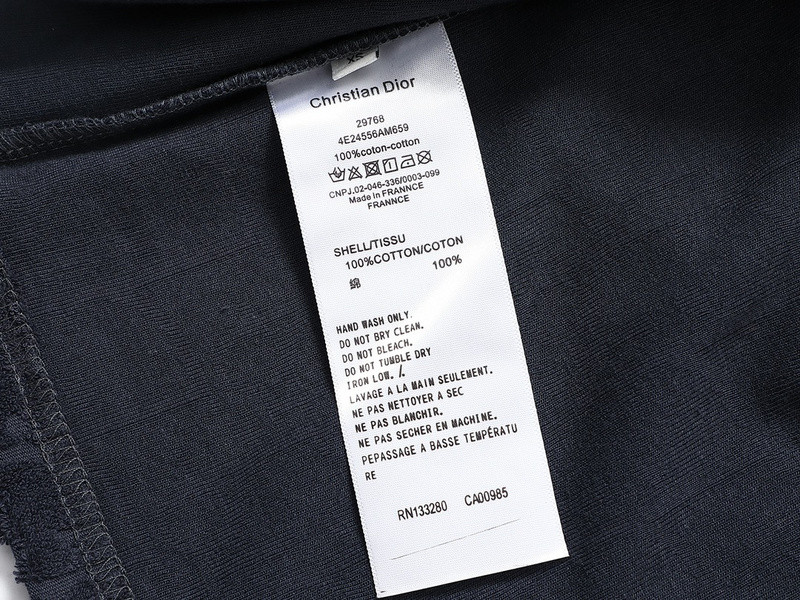 XS
Christian Dior
29768
4E24556AM659
100%coton-cotton
CNPJ.02-046-336/0003-099
Made in FRANNCE
FRANNCE
SHELL/TISSU
100%COTTON/COTON
綿 100%
HAND WASH ONLY.
DO NOT BRY CLEAN.
DO NOT BLEACH.
DO NOT TUMBLE DRY
IRON LOW. /.
LAVAGE A LA MAIN SEULEMENT.
NE PAS NETTOYER A SEC
NE PAS BLANCHIR.
NE PAS SECHER EN MACHINE.
PEPASSAGE A BASSE TEMPÉRATU
RE
RN133280 CA00985